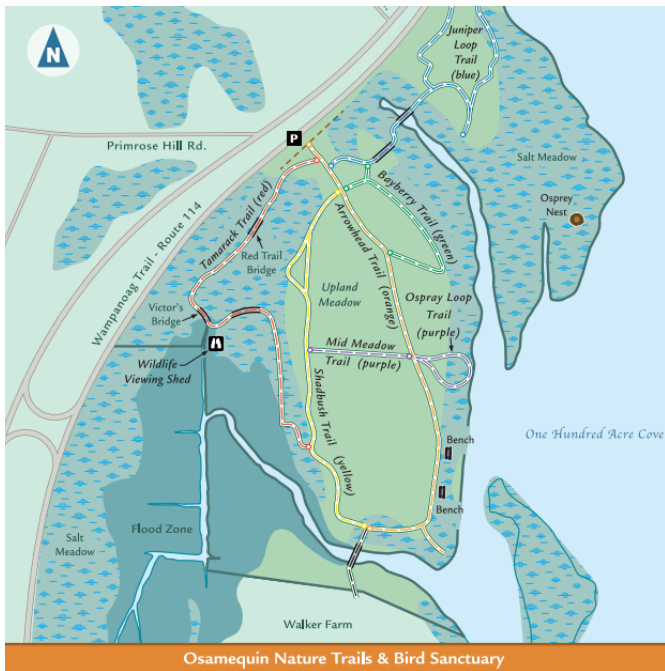 N
Juniper
Loop
Trail
(blue)
P
Primrose Hill Rd.
Salt Meadow
Osprey
Nest
Bayberry Trail (green)
Tamarack Trail (red)
Arrowhead Trail (orange)
Wampanoag Trail - Route 114
Red Trail
Bridge
Upland
Meadow
Ospray Loop
Trail
(purple)
Victor's
Bridge
Mid Meadow
Trail (purple)
Wildlife
Viewing Shed
Shadbush Trail (yellow)
One Hundred Acre Cove
Bench
Bench
Flood Zone
Salt
Meadow
Walker Farm
Osamequin Nature Trails & Bird Sanctuary